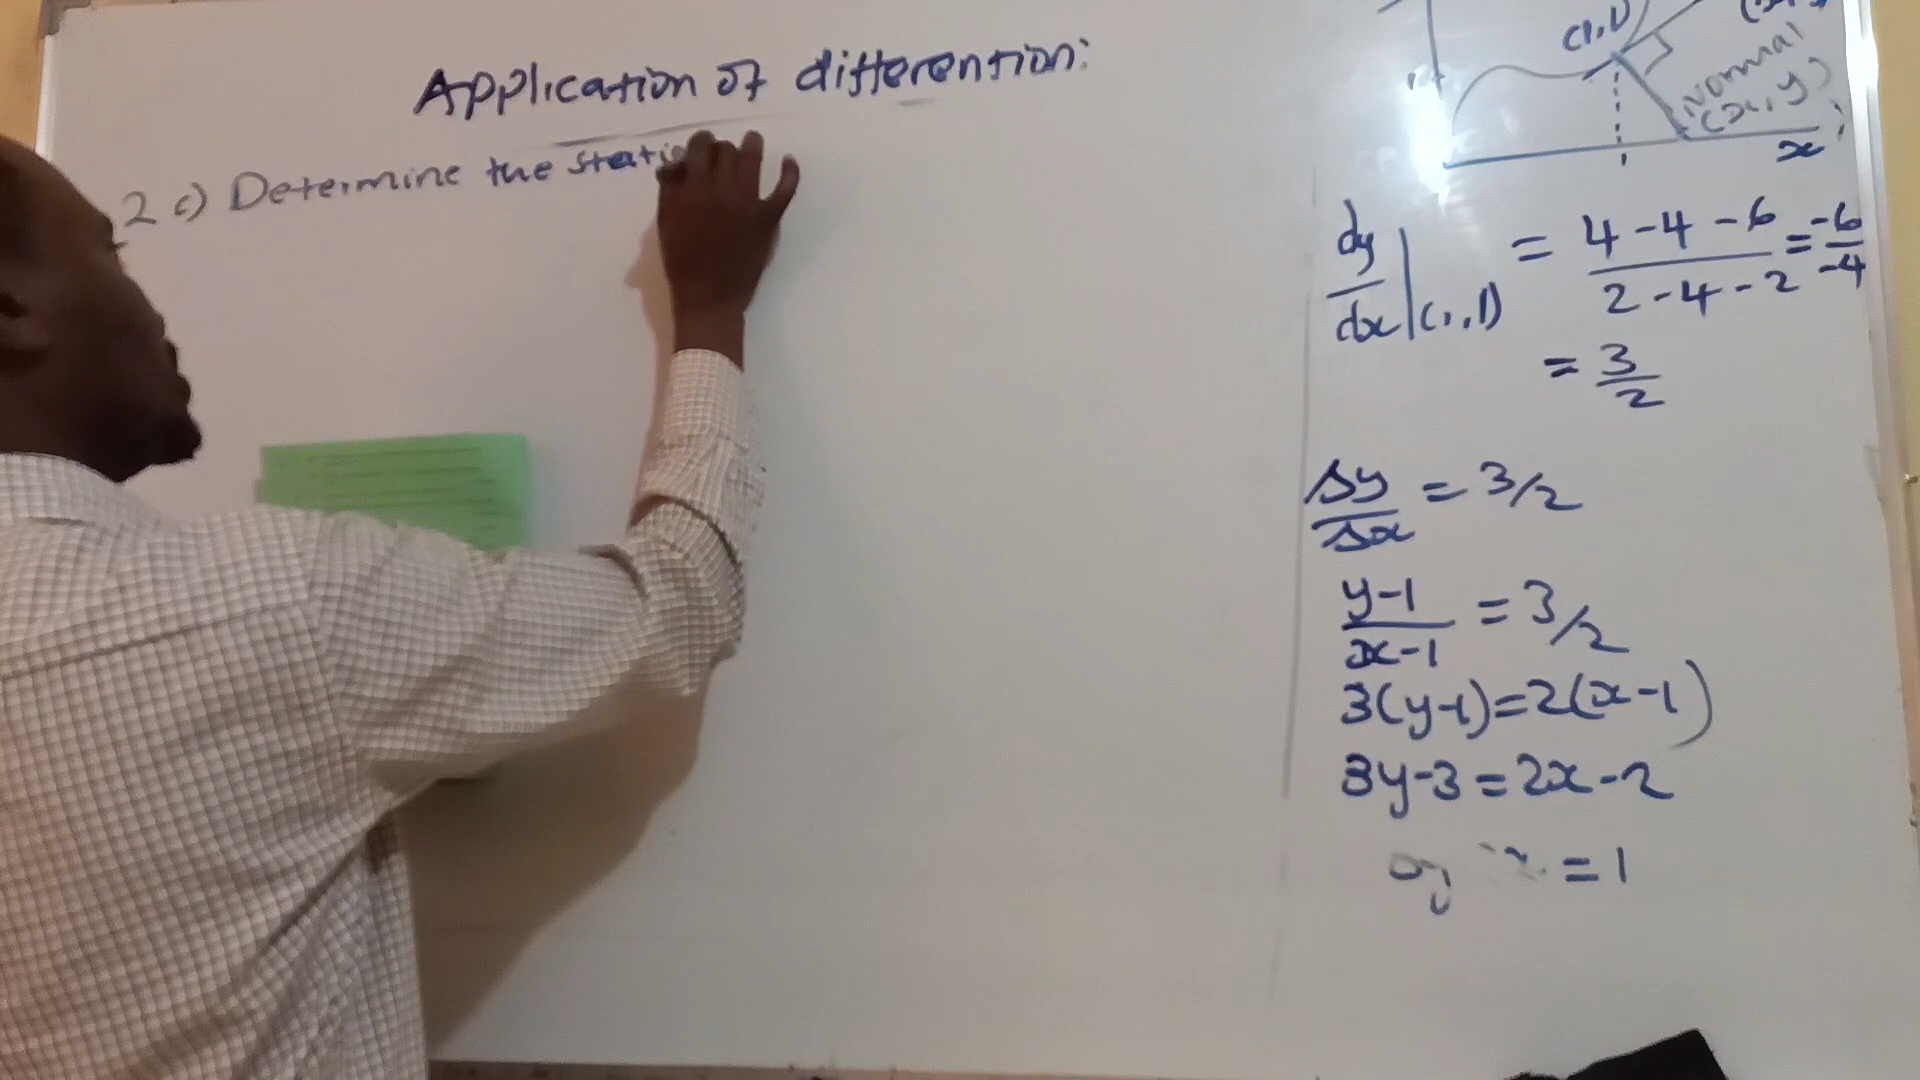 Application of differention:
2 c) Determine the stati
(1,1)
Normal
(x, y)
x
1
dy/dx|(1,1) = (4-4-6)/(2-4-2) = -6/-4
= 3/2
Δy/Δx = 3/2
(y-1)/(x-1) = 3/2
3(y-1)=2(x-1)
3y-3=2x-2
= 1